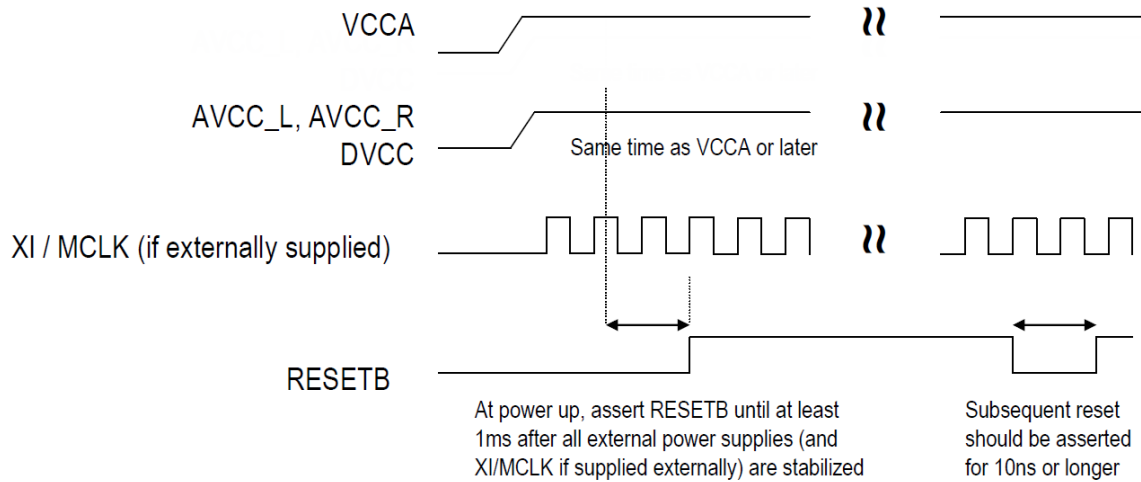 VCCA
AVCC_L, AVCC_R
DVCC
Same time as VCCA or later
XI / MCLK (if externally supplied)
RESETB
At power up, assert RESETB until at least
1ms after all external power supplies (and
XI/MCLK if supplied externally) are stabilized
Subsequent reset
should be asserted
for 10ns or longer